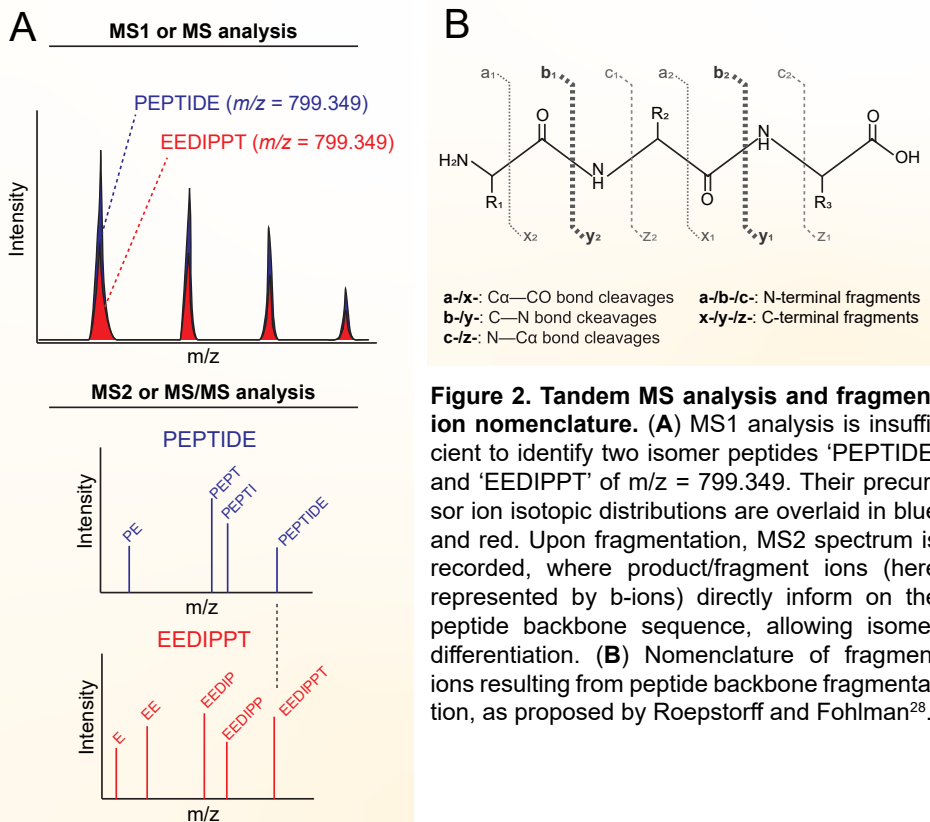 A
MS1 or MS analysis
PEPTIDE (m/z = 799.349)
EEDIPPT (m/z = 799.349)
Intensity
m/z
MS2 or MS/MS analysis
PEPTIDE
Intensity
PE
PEPT
PEPTI
PEPTIDE
m/z
EEDIPPT
Intensity
E
EE
EEDIP
EEDIPP
EEDIPPT
m/z
B
a₁ b₁ c₁ a₂ b₂ c₂
O R₂ H N O
H₂N N H OH
R₁ O R₃
x₂ y₂ z₂ x₁ y₁ z₁
a-/x-: Cα—CO bond cleavages
b-/y-: C—N bond ckeavages
c-/z-: N—Cα bond cleavages
a-/b-/c-: N-terminal fragments
x-/y-/z-: C-terminal fragments
Figure 2. Tandem MS analysis and fragmen
ion nomenclature. (A) MS1 analysis is insuffi
cient to identify two isomer peptides ‘PEPTIDE
and ‘EEDIPPT’ of m/z = 799.349. Their precur
sor ion isotopic distributions are overlaid in blue
and red. Upon fragmentation, MS2 spectrum is
recorded, where product/fragment ions (here
represented by b-ions) directly inform on the
peptide backbone sequence, allowing isome
differentiation. (B) Nomenclature of fragmen
ions resulting from peptide backbone fragmenta
tion, as proposed by Roepstorff and Fohlman²⁸.